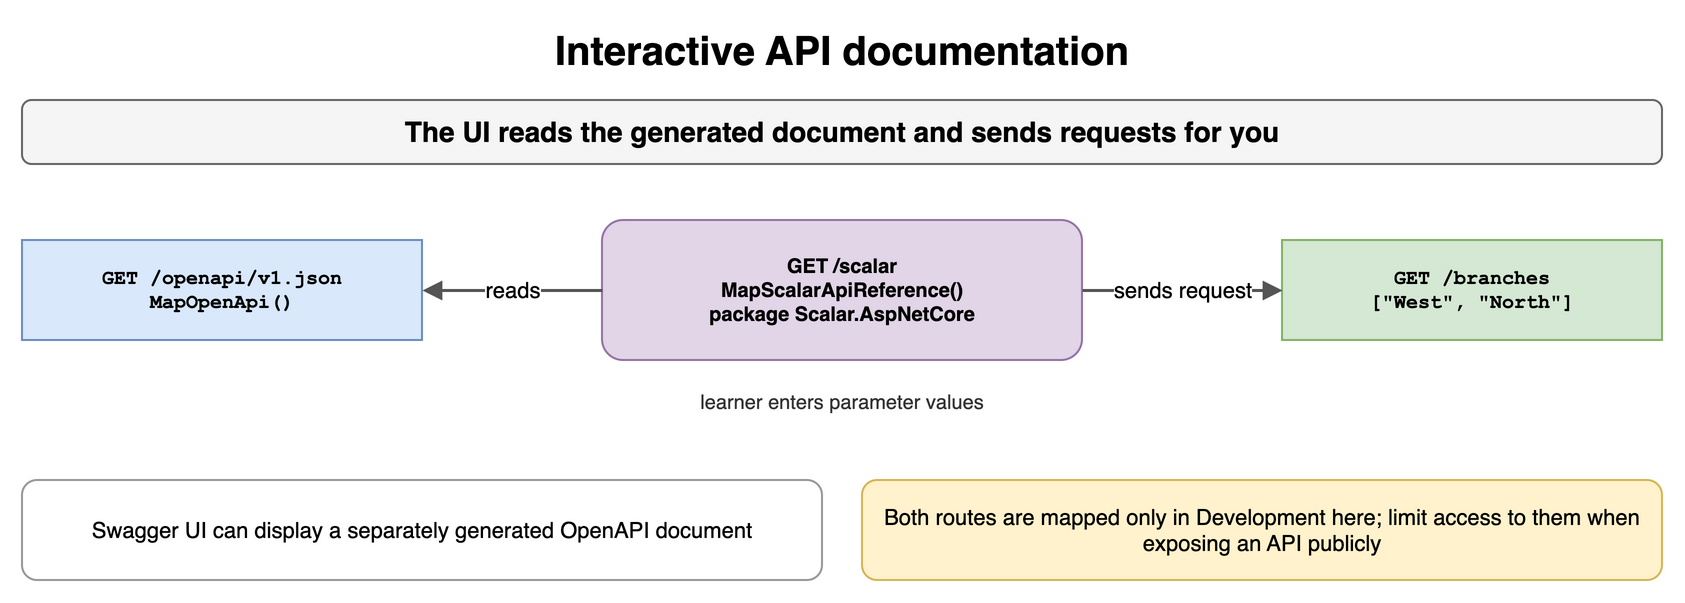 Interactive API documentation
The UI reads the generated document and sends requests for you
GET /openapi/v1.json
MapOpenApi()
reads
GET /scalar
MapScalarApiReference()
package Scalar.AspNetCore
sends request
GET /branches
["West", "North"]
learner enters parameter values
Swagger UI can display a separately generated OpenAPI document
Both routes are mapped only in Development here; limit access to them when
exposing an API publicly